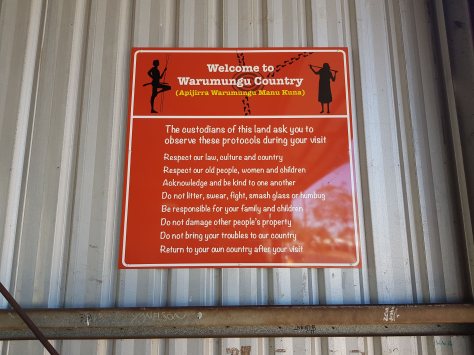 Welcome to
Warumungu Country
(Apijirra Warumungu Manu Kuna)
The custodians of this land ask you to
observe these protocols during your visit
Respect our law, culture and country
Respect our old people, women and children
Acknowledge and be kind to one another
Do not litter, swear, fight, smash glass or humbug
Be responsible for your family and children
Do not damage other people's property
Do not bring your troubles to our country
Return to your own country after your visit